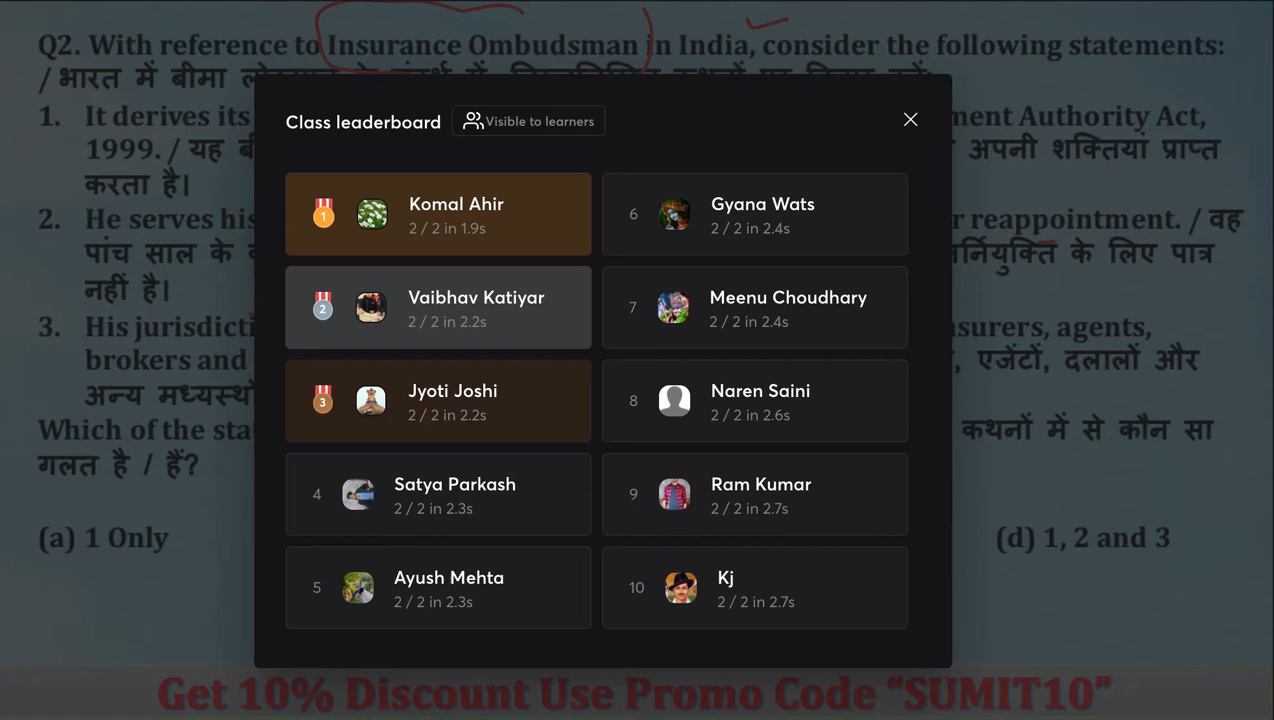 Q2. With reference to Insurance Ombudsman in India, consider the following statements:
/ भारत में बीमा
1. It derives its ment Authority Act,
1999. / यह अपनी शक्तियां प्राप्त
करता है।
2. He serves his reappointment. / वह
पांच साल के के लिए पात्र
नहीं है।
3. His insurers, agents,
brokers and एजेंटों, दलालों और
अन्य
Which of the कथनों में से कौन सा
गलत है / हैं?
(a) 1 Only (d) 1, 2 and 3
Class leaderboard
Visible to learners
1 Komal Ahir
2 / 2 in 1.9s
2 Vaibhav Katiyar
2 / 2 in 2.2s
3 Jyoti Joshi
2 / 2 in 2.2s
4 Satya Parkash
2 / 2 in 2.3s
5 Ayush Mehta
2 / 2 in 2.3s
6 Gyana Wats
2 / 2 in 2.4s
7 Meenu Choudhary
2 / 2 in 2.4s
8 Naren Saini
2 / 2 in 2.6s
9 Ram Kumar
2 / 2 in 2.7s
10 Kj
2 / 2 in 2.7s
Get 10% Discount Use Promo Code “SUMIT10”